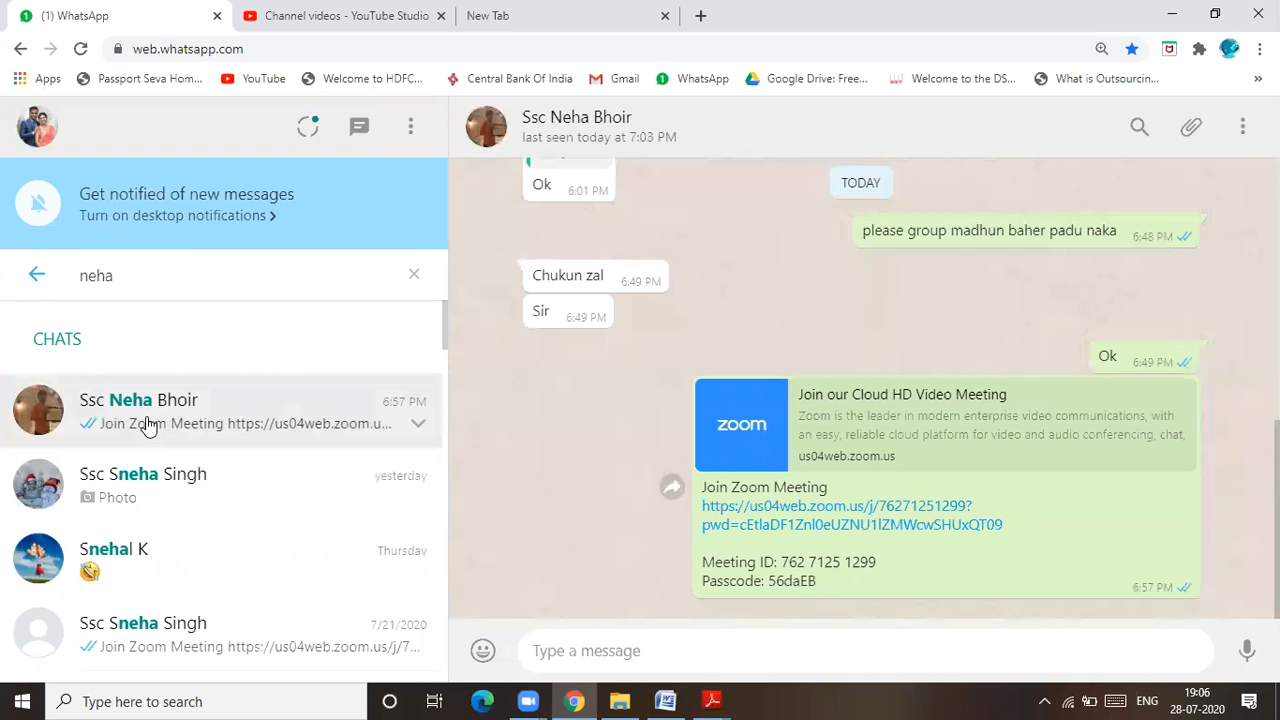 (1) WhatsApp
Channel videos - YouTube Studio
New Tab
web.whatsapp.com
Apps
Passport Seva Hom...
YouTube
Welcome to HDFC...
Central Bank Of India
Gmail
WhatsApp
Google Drive: Free...
Welcome to the DS...
What is Outsourcin...
»
Get notified of new messages
Turn on desktop notifications >
neha
CHATS
Ssc Neha Bhoir
6:57 PM
Join Zoom Meeting https://us04web.zoom.u...
Ssc Sneha Singh
yesterday
Photo
Snehal K
Thursday
Ssc Sneha Singh
7/21/2020
Join Zoom Meeting https://us04web.zoom.us/j/7...
Ssc Neha Bhoir
last seen today at 7:03 PM
Ok 6:01 PM
TODAY
please group madhun baher padu naka 6:48 PM
Chukun zal 6:49 PM
Sir 6:49 PM
Ok 6:49 PM
zoom
Join our Cloud HD Video Meeting
Zoom is the leader in modern enterprise video communications, with
an easy, reliable cloud platform for video and audio conferencing, chat,
us04web.zoom.us
Join Zoom Meeting
https://us04web.zoom.us/j/76271251299?
pwd=cEtlaDF1Znl0eUZNU1lZMWcwSHUxQT09
Meeting ID: 762 7125 1299
Passcode: 56daEB
6:57 PM
Type a message
Type here to search
ENG
19:06
28-07-2020